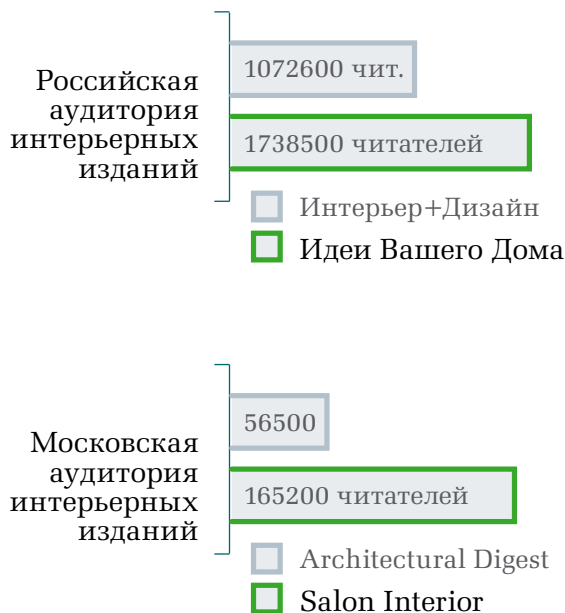 Российская
аудитория
интерьерных
изданий
1072600 чит.
1738500 читателей
Интерьер+Дизайн
Идеи Вашего Дома
Московская
аудитория
интерьерных
изданий
56500
165200 читателей
Architectural Digest
Salon Interior